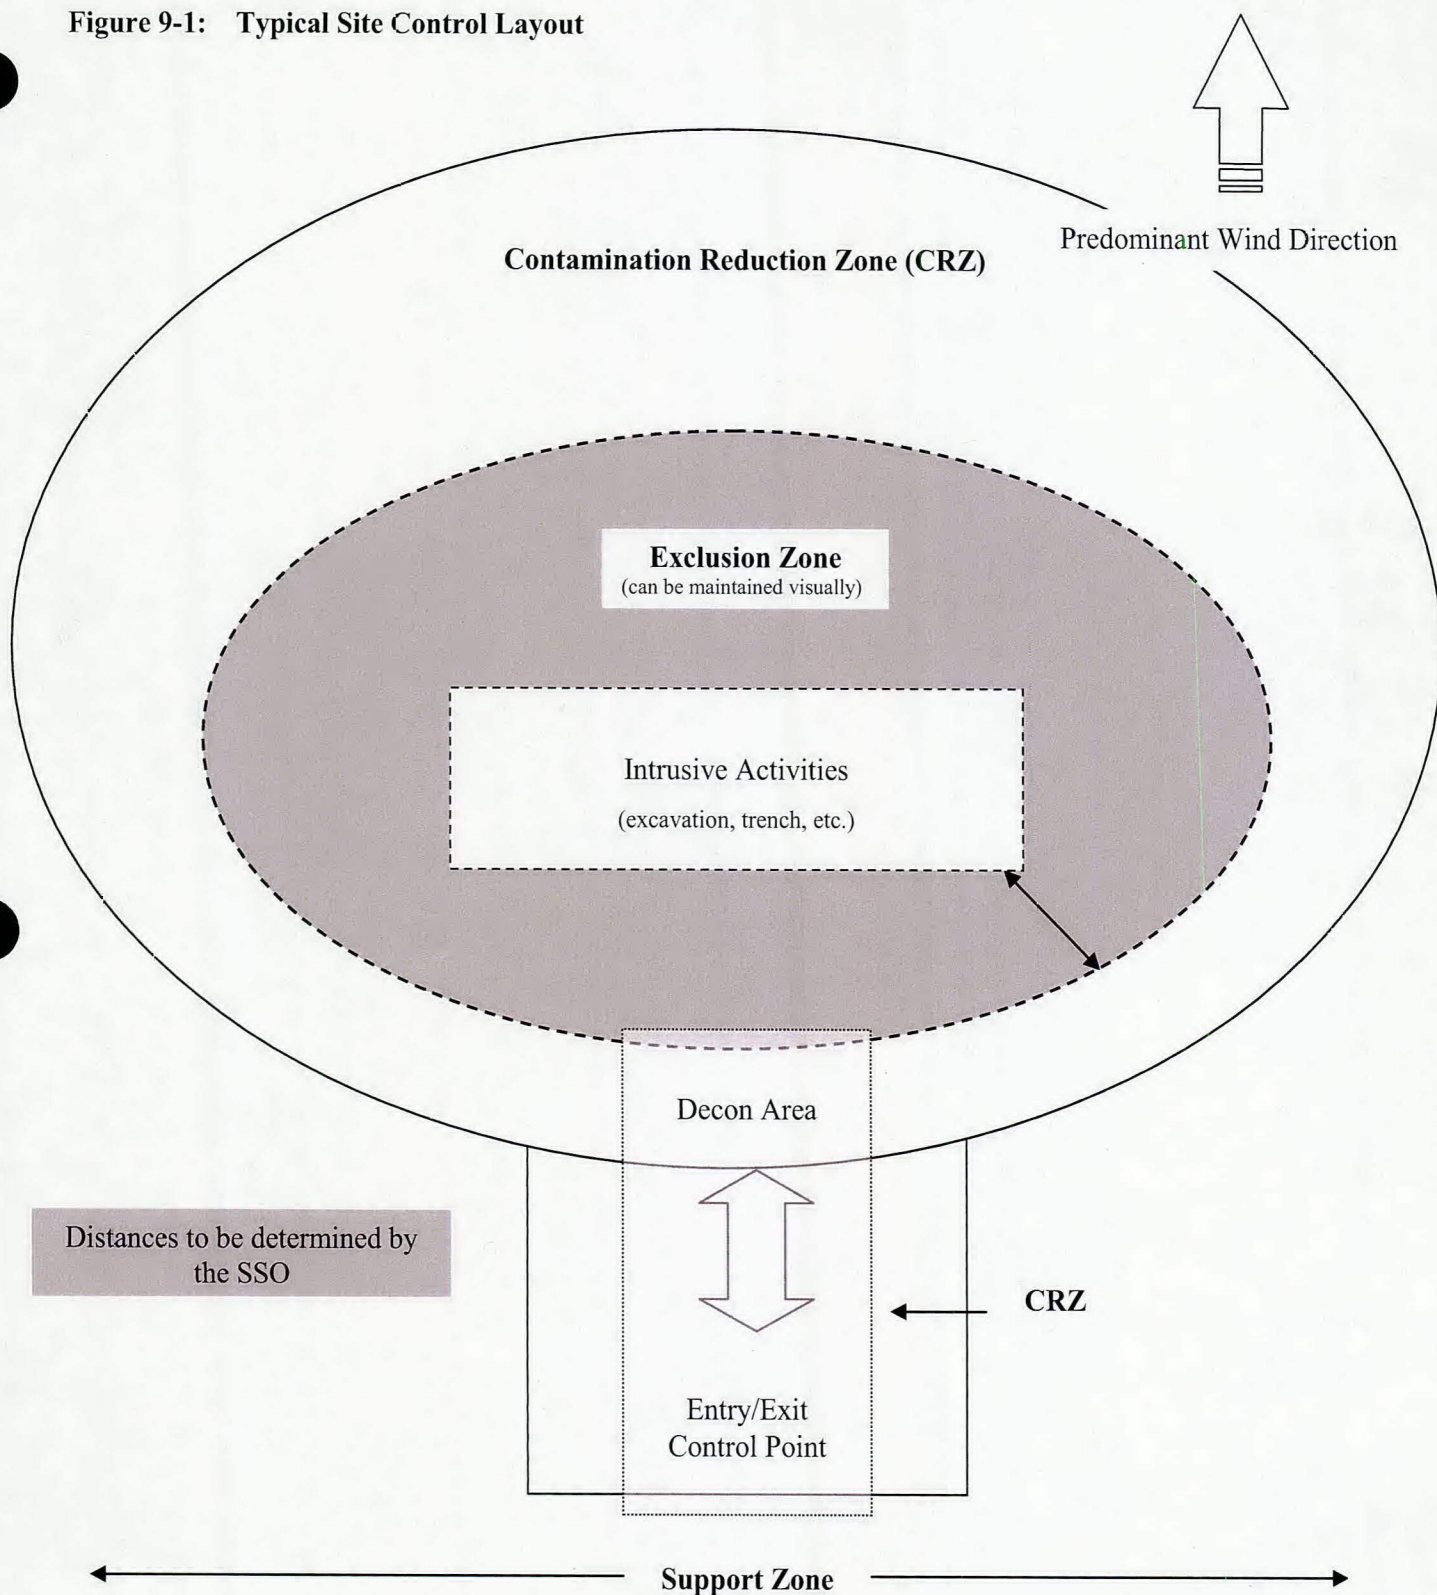 Figure 9-1: Typical Site Control Layout
Predominant Wind Direction
Contamination Reduction Zone (CRZ)
Exclusion Zone
(can be maintained visually)
Intrusive Activities
(excavation, trench, etc.)
Decon Area
Distances to be determined by
the SSO
CRZ
Entry/Exit
Control Point
Support Zone